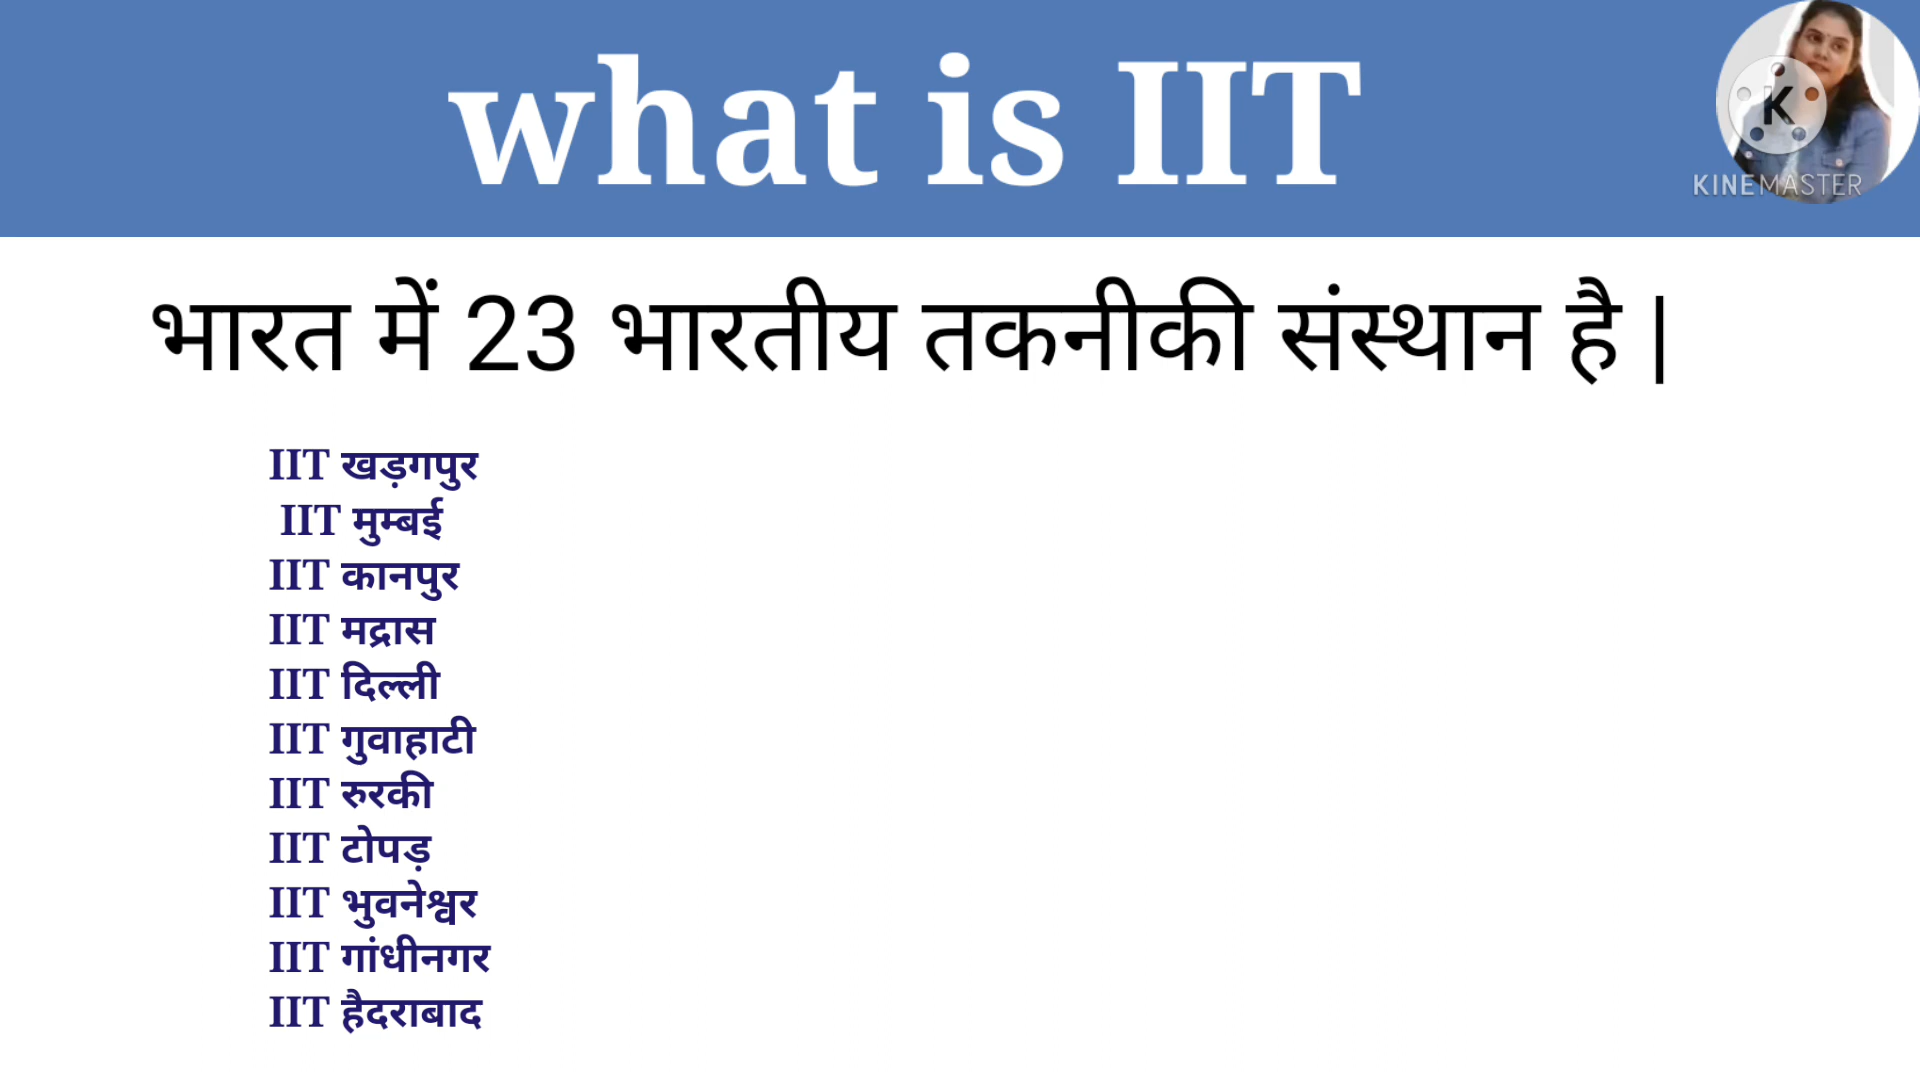 what is IIT
K
KINEMASTER
भारत में 23 भारतीय तकनीकी संस्थान है |
IIT खड़गपुर
IIT मुम्बई
IIT कानपुर
IIT मद्रास
IIT दिल्ली
IIT गुवाहाटी
IIT रुरकी
IIT टोपड़
IIT भुवनेश्वर
IIT गांधीनगर
IIT हैदराबाद